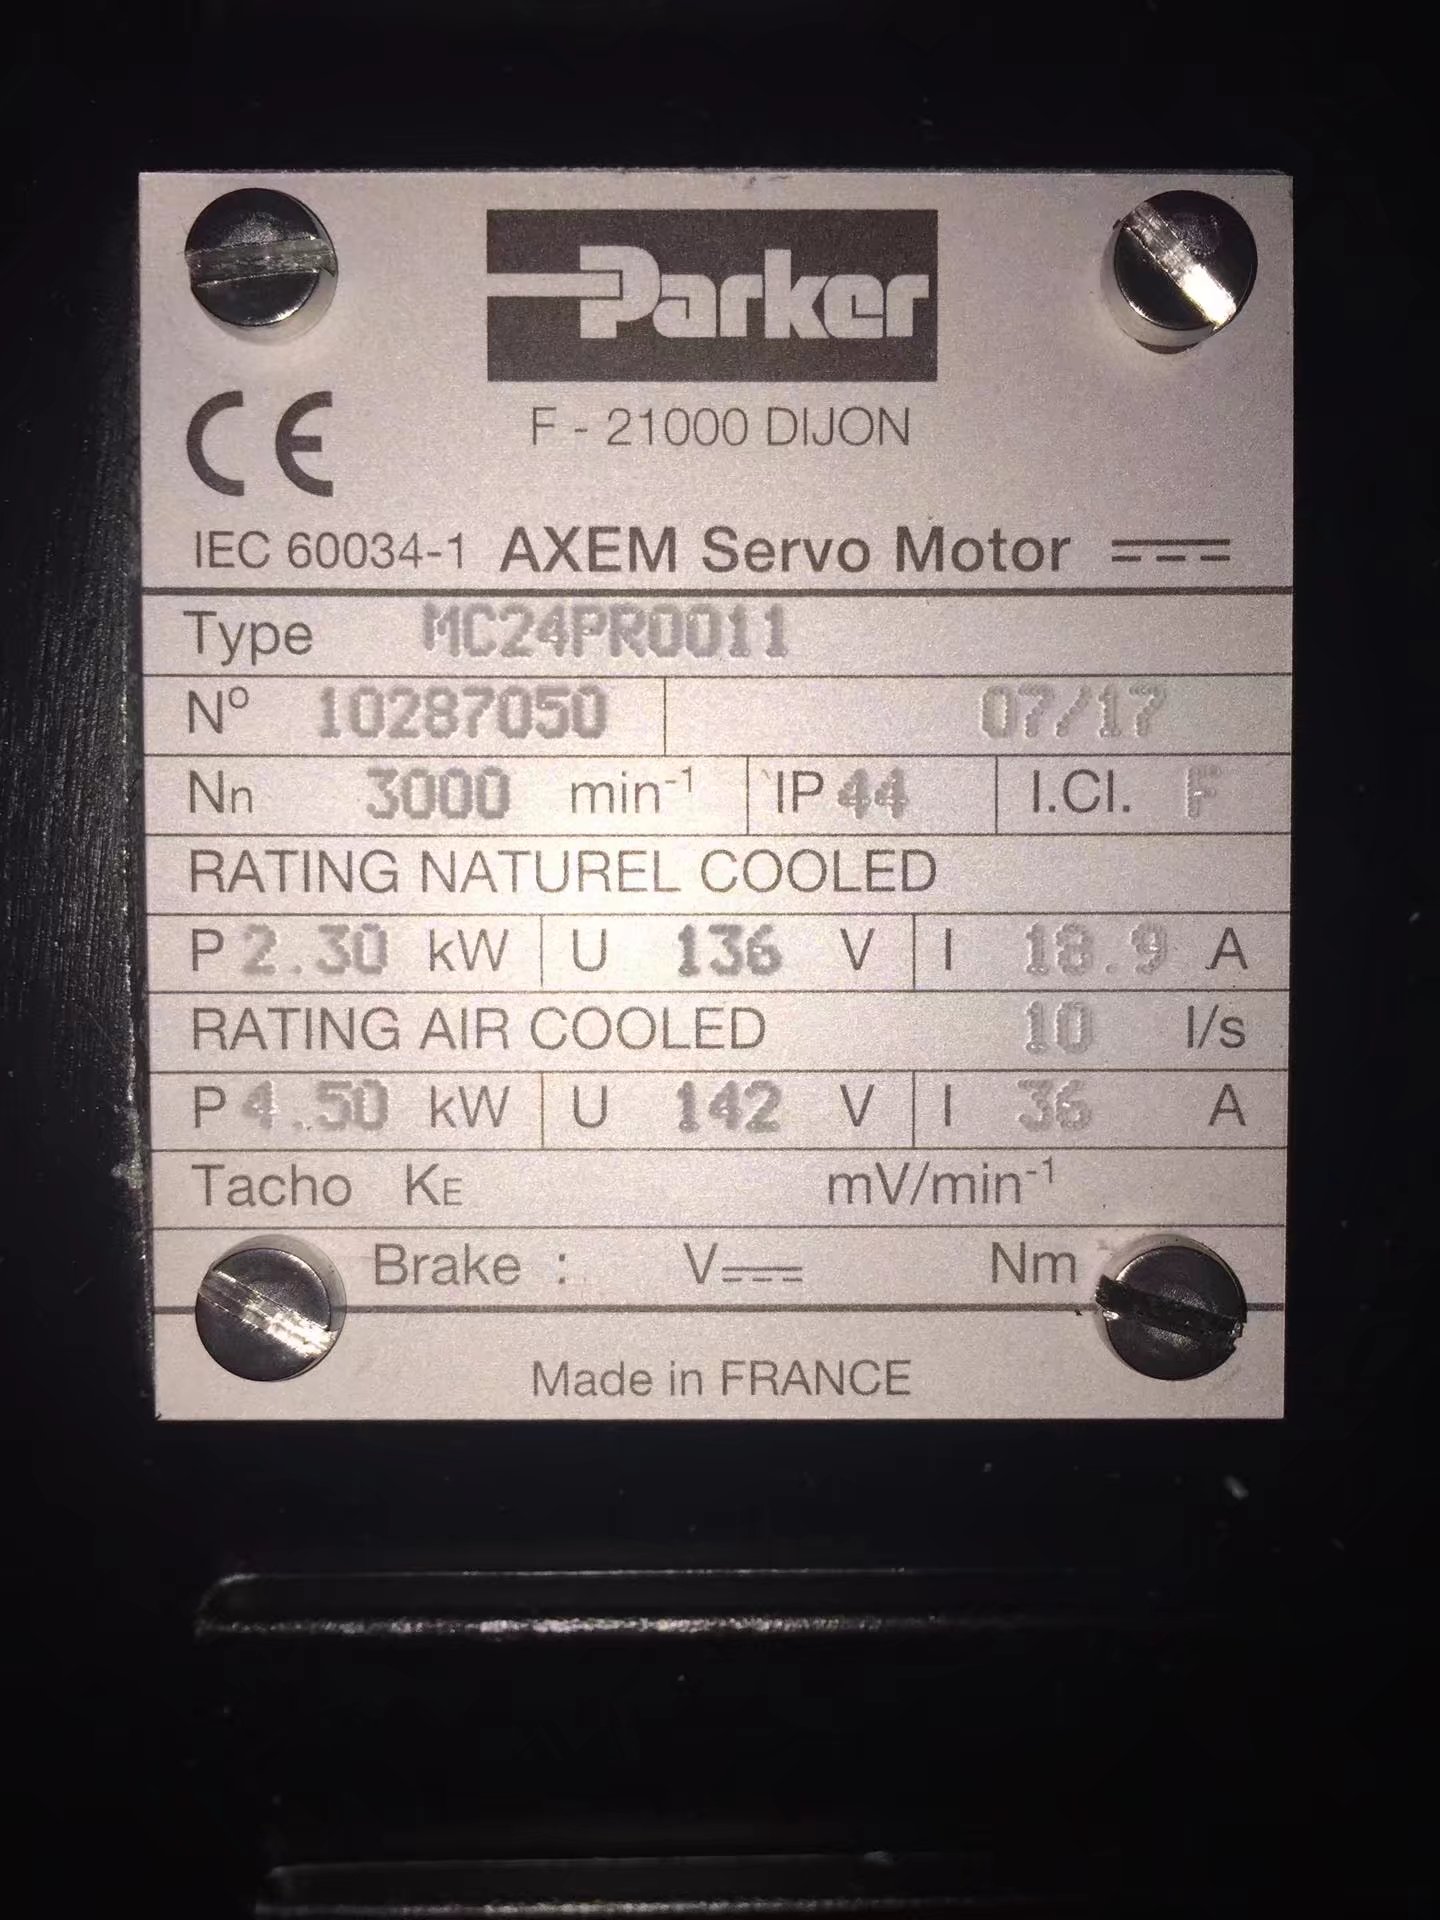 Parker
CE
F - 21000 DIJON
IEC 60034-1 AXEM Servo Motor
Type MC24PR0011
Nº 10287050 07/17
Nn 3000 min-1 IP 44 I.Cl. F
RATING NATUREL COOLED
P 2.30 kW U 136 V I 18.9 A
RATING AIR COOLED 10 l/s
P 4.50 kW U 142 V I 36 A
Tacho KE mV/min-1
Brake : V Nm
Made in FRANCE